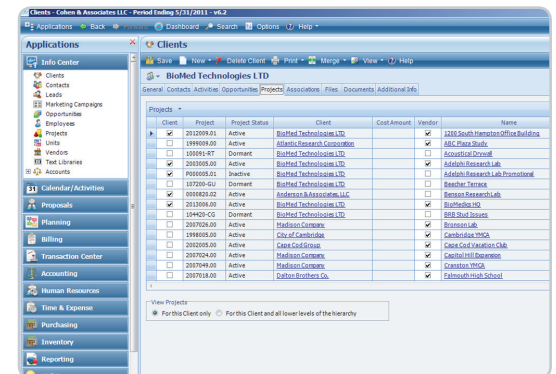 Clients - Cohen & Associates LLC - Period Ending 5/31/2011 - v6.2
Applications Back Dashboard Search Options Help
Applications
Info Center
Clients
Contacts
Leads
Marketing Campaigns
Opportunities
Employees
Projects
Units
Vendors
Text Libraries
Accounts
31 Calendar/Activities
Proposals
Planning
Billing
Transaction Center
Accounting
Human Resources
Time & Expense
Purchasing
Inventory
Reporting
Clients
Save New Delete Client Print Merge View Help
BioMed Technologies LTD
General Contacts Activities Opportunities Projects Associations Files Documents Additional Info
Projects
Client Project Project Status Client Cost Amount Vendor Name
2012009.01 Active BioMed Technologies LTD 1200 South Hampton Office Building
1999009.00 Active Atlantic Research Corporation ABC Plaza Study
100091-RT Dormant BioMed Technologies LTD Acoustical Drywall
2003005.00 Active BioMed Technologies LTD Adelphi Research Lab
P000005.01 Inactive BioMed Technologies LTD Adelphi Research Lab Promotional
107200-GU Dormant BioMed Technologies LTD Beacher Terrace
0000820.02 Active Anderson & Associates, LLC Benson Research Lab
2013006.00 Active BioMed Technologies LTD BioMedics HQ
104420-CG Dormant BioMed Technologies LTD BRB Stud Issues
2007026.00 Active Madison Company Bronson Lab
1998005.00 Active City of Cambridge Cambridge YMCA
2002005.00 Active Cape Cod Group Cape Cod Vacation Club
2007024.00 Active Madison Company Capitol Hill Expansion
2007049.00 Active Madison Company Cranston YMCA
2007018.00 Active Dalton Brothers Co. Falmouth High School
View Projects
For this Client only For this Client and all lower levels of the hierarchy